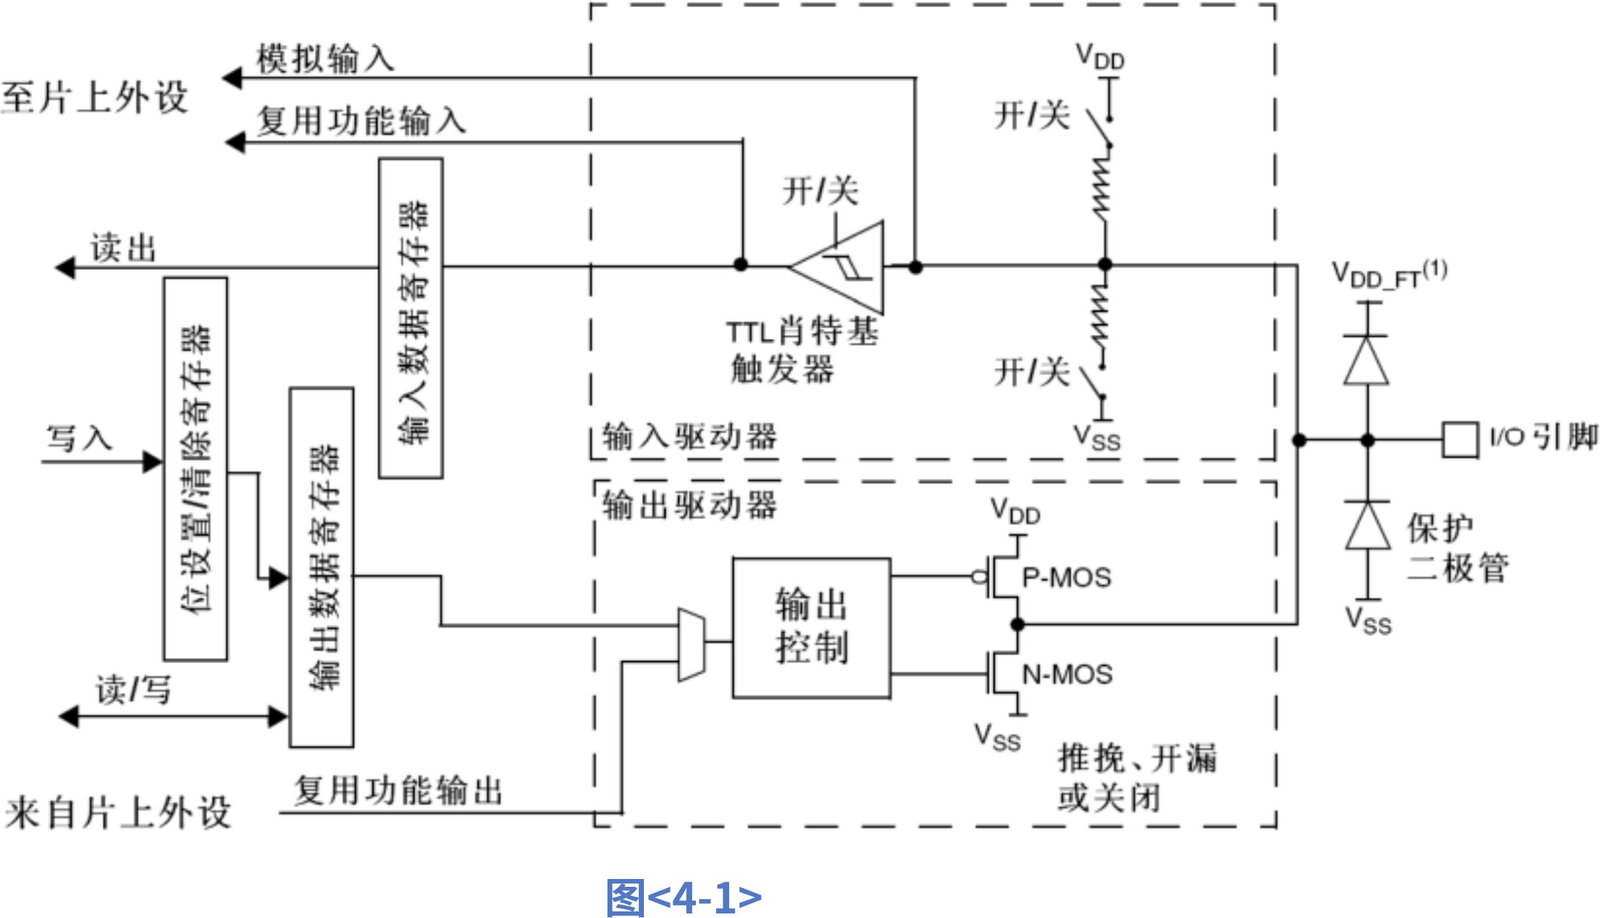 模拟输入
至片上外设
复用功能输入
读出
输入数据寄存器
位设置/清除寄存器
写入
输出数据寄存器
读/写
来自片上外设
复用功能输出
开/关
TTL肖特基
触发器
VDD
开/关
开/关
VSS
输入驱动器
VDD_FT(1)
I/O 引脚
保护
二极管
VSS
输出驱动器
输出
控制
VDD
P-MOS
N-MOS
VSS
推挽、开漏
或关闭
图<4-1>